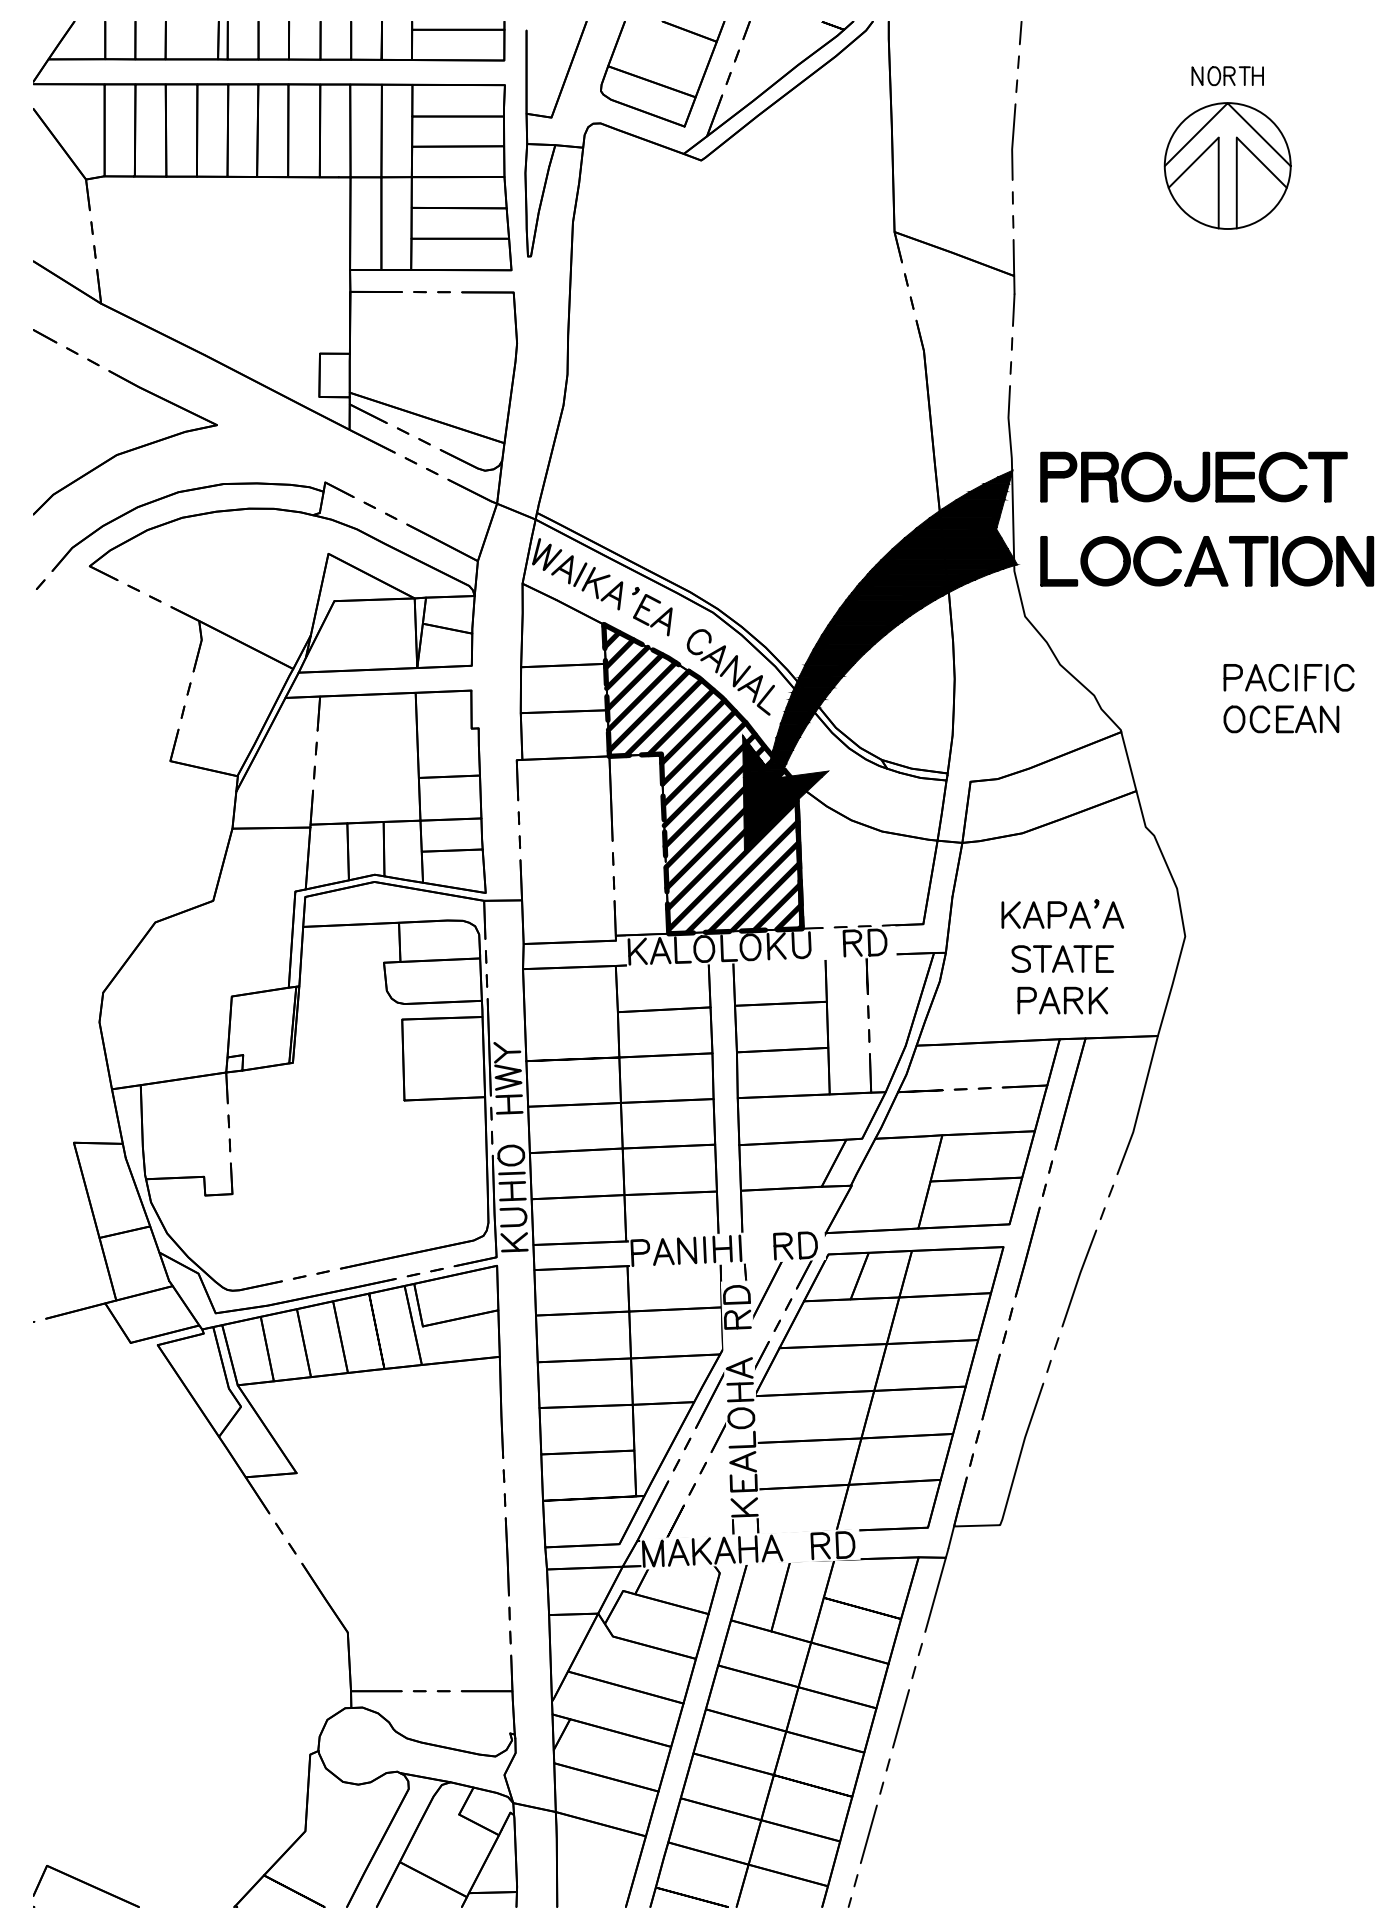 NORTH
PROJECT
LOCATION
WAIKA'EA CANAL
PACIFIC
OCEAN
KAPA'A
STATE
PARK
KALOLOKU RD
KUHIO HWY
PANIHI RD
KEALOHA RD
MAKAHA RD